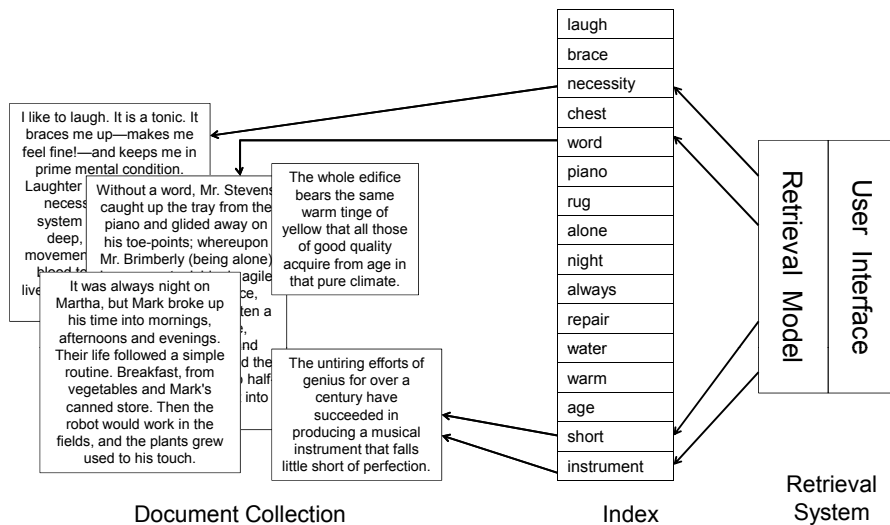 I like to laugh. It is a tonic. It
braces me up—makes me
feel fine!—and keeps me in
prime mental condition.
Laughter
necess
system
deep,
movemen
live
Without a word, Mr. Stevens
caught up the tray from the
piano and glided away on
his toe-points; whereupon
Mr. Brimberly (being alone)
agile
ce,
ten a
e,
and
d the
half-
into
The whole edifice
bears the same
warm tinge of
yellow that all those
of good quality
acquire from age in
that pure climate.
It was always night on
Martha, but Mark broke up
his time into mornings,
afternoons and evenings.
Their life followed a simple
routine. Breakfast, from
vegetables and Mark's
canned store. Then the
robot would work in the
fields, and the plants grew
used to his touch.
The untiring efforts of
genius for over a
century have
succeeded in
producing a musical
instrument that falls
little short of perfection.
Document Collection
laugh
brace
necessity
chest
word
piano
rug
alone
night
always
repair
water
warm
age
short
instrument
Index
Retrieval Model
User Interface
Retrieval
System